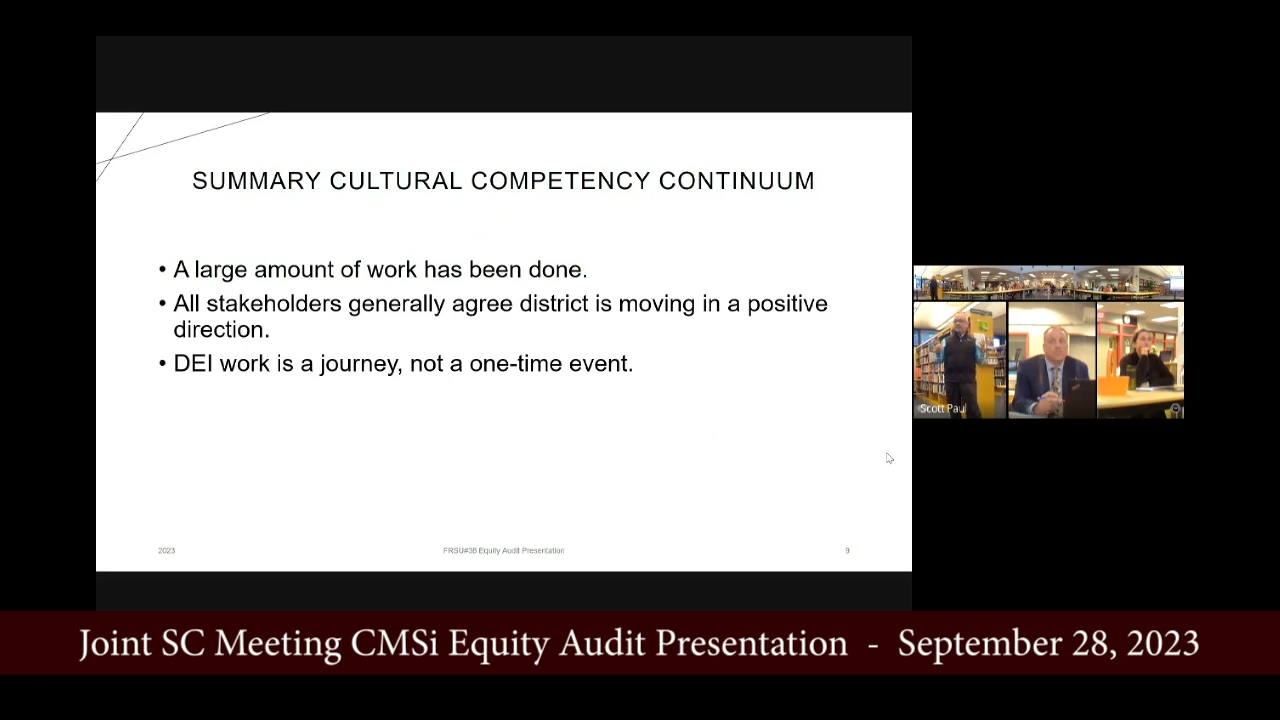 SUMMARY CULTURAL COMPETENCY CONTINUUM
• A large amount of work has been done.
• All stakeholders generally agree district is moving in a positive
direction.
• DEI work is a journey, not a one-time event.
2023
FRSU#38 Equity Audit Presentation
9
Scott Paul
Joint SC Meeting CMSi Equity Audit Presentation - September 28, 2023